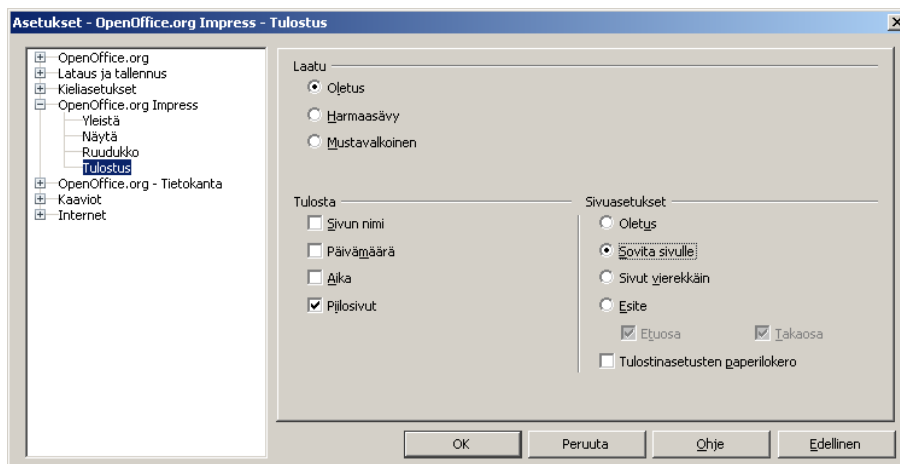 Asetukset - OpenOffice.org Impress - Tulostus
OpenOffice.org
Lataus ja tallennus
Kieliasetukset
OpenOffice.org Impress
Yleistä
Näytä
Ruudukko
Tulostus
OpenOffice.org - Tietokanta
Kaaviot
Internet
Laatu
Oletus
Harmaasävy
Mustavalkoinen
Tulosta
Sivun nimi
Päivämäärä
Aika
Piilosivut
Sivuasetukset
Oletus
Sovita sivulle
Sivut vierekkäin
Esite
Etuosa Takaosa
Tulostinasetusten paperilokero
OK Peruuta Ohje Edellinen